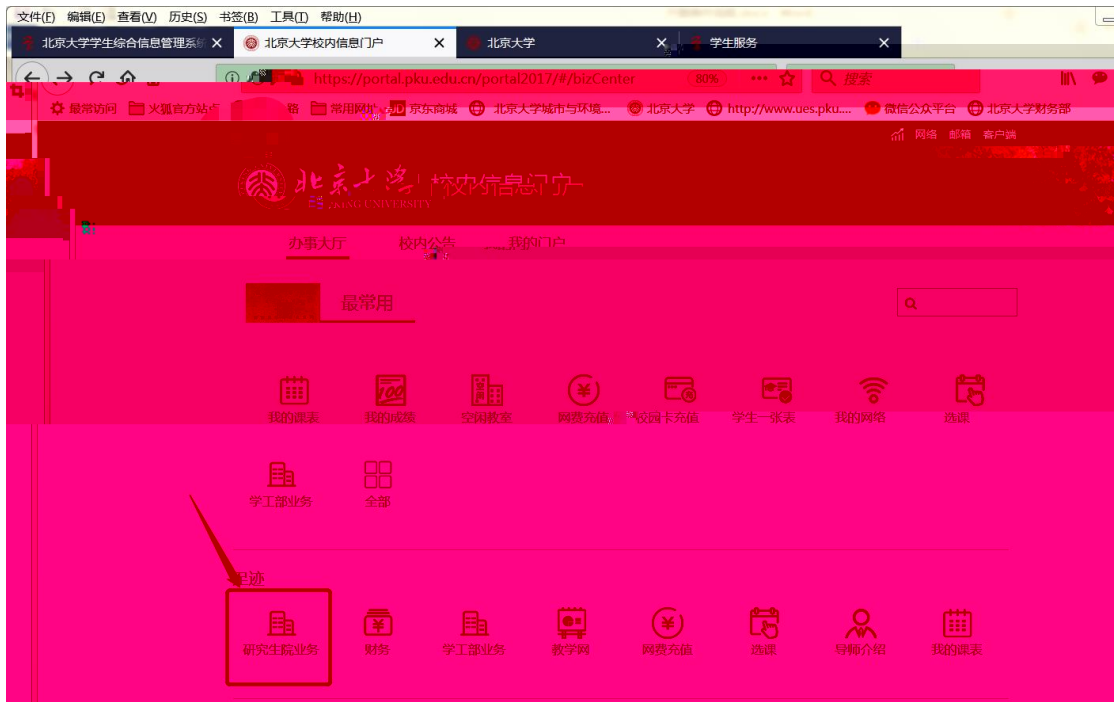 文件(F) 编辑(E) 查看(V) 历史(S) 书签(B) 工具(T) 帮助(H)
北京大学学生综合信息管理系统 北京大学校内信息门户 北京大学 学生服务
https://portal.pku.edu.cn/portal2017/#/bizCenter 80% 搜索
最常访问 火狐官方站点 常用网址 JD 京东商城 北京大学城市与环境... 北京大学 http://www.ues.pku.... 微信公众平台 北京大学财务部
网络 邮箱 客户端
北京大学 校内信息门户
PEKING UNIVERSITY
办事大厅 校内公告 我的门户
最常用
我的课表 我的成绩 空闲教室 网费充值 校园卡充值 学生一张表 我的网络 选课
学工部业务 全部
足迹
研究生院业务 财务 学工部业务 教学网 网费充值 选课 导师介绍 我的课表